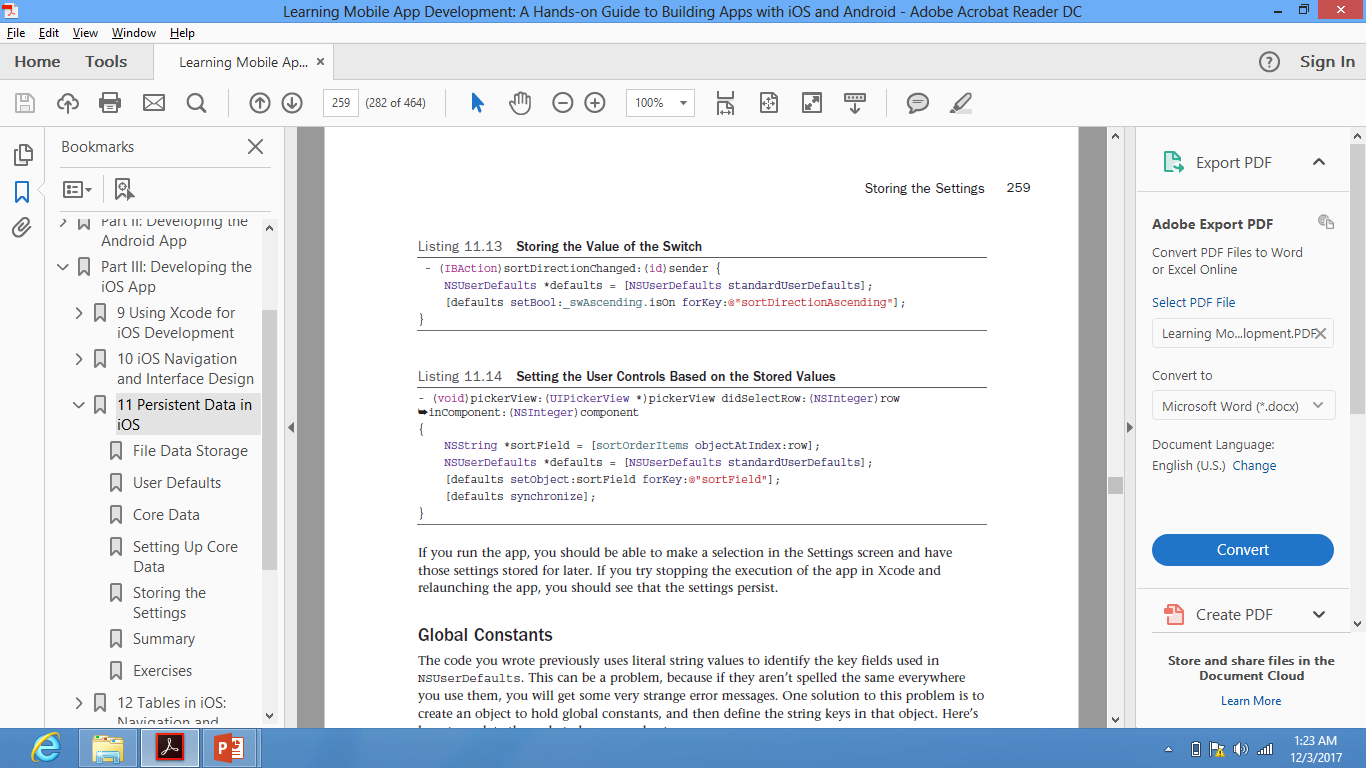 Learning Mobile App Development: A Hands-on Guide to Building Apps with iOS and Android - Adobe Acrobat Reader DC
File Edit View Window Help
Home Tools Learning Mobile Ap... × Sign In
259 (282 of 464) 100%
Bookmarks
Part II: Developing the
Android App
Part III: Developing the
iOS App
9 Using Xcode for
iOS Development
10 iOS Navigation
and Interface Design
11 Persistent Data in
iOS
File Data Storage
User Defaults
Core Data
Setting Up Core
Data
Storing the
Settings
Summary
Exercises
12 Tables in iOS:
Navigation and
Storing the Settings 259
Listing 11.13 Storing the Value of the Switch
- (IBAction)sortDirectionChanged:(id)sender {
NSUserDefaults *defaults = [NSUserDefaults standardUserDefaults];
[defaults setBool:_swAscending.isOn forKey:@"sortDirectionAscending"];
}
Listing 11.14 Setting the User Controls Based on the Stored Values
- (void)pickerView:(UIPickerView *)pickerView didSelectRow:(NSInteger)row
➥inComponent:(NSInteger)component
{
NSString *sortField = [sortOrderItems objectAtIndex:row];
NSUserDefaults *defaults = [NSUserDefaults standardUserDefaults];
[defaults setObject:sortField forKey:@"sortField"];
[defaults synchronize];
}
If you run the app, you should be able to make a selection in the Settings screen and have
those settings stored for later. If you try stopping the execution of the app in Xcode and
relaunching the app, you should see that the settings persist.
Global Constants
The code you wrote previously uses literal string values to identify the key fields used in
NSUserDefaults. This can be a problem, because if they aren't spelled the same everywhere
you use them, you will get some very strange error messages. One solution to this problem is to
create an object to hold global constants, and then define the string keys in that object. Here's
Export PDF
Adobe Export PDF
Convert PDF Files to Word
or Excel Online
Select PDF File
Learning Mo...lopment.PDF
Convert to
Microsoft Word (*.docx)
Document Language:
English (U.S.) Change
Convert
Create PDF
Store and share files in the
Document Cloud
Learn More
1:23 AM
12/3/2017